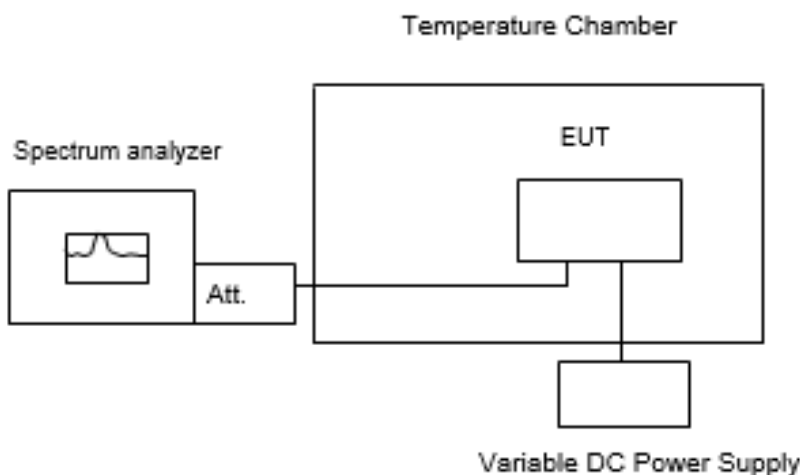 Temperature Chamber
EUT
Spectrum analyzer
Att.
Variable DC Power Supply